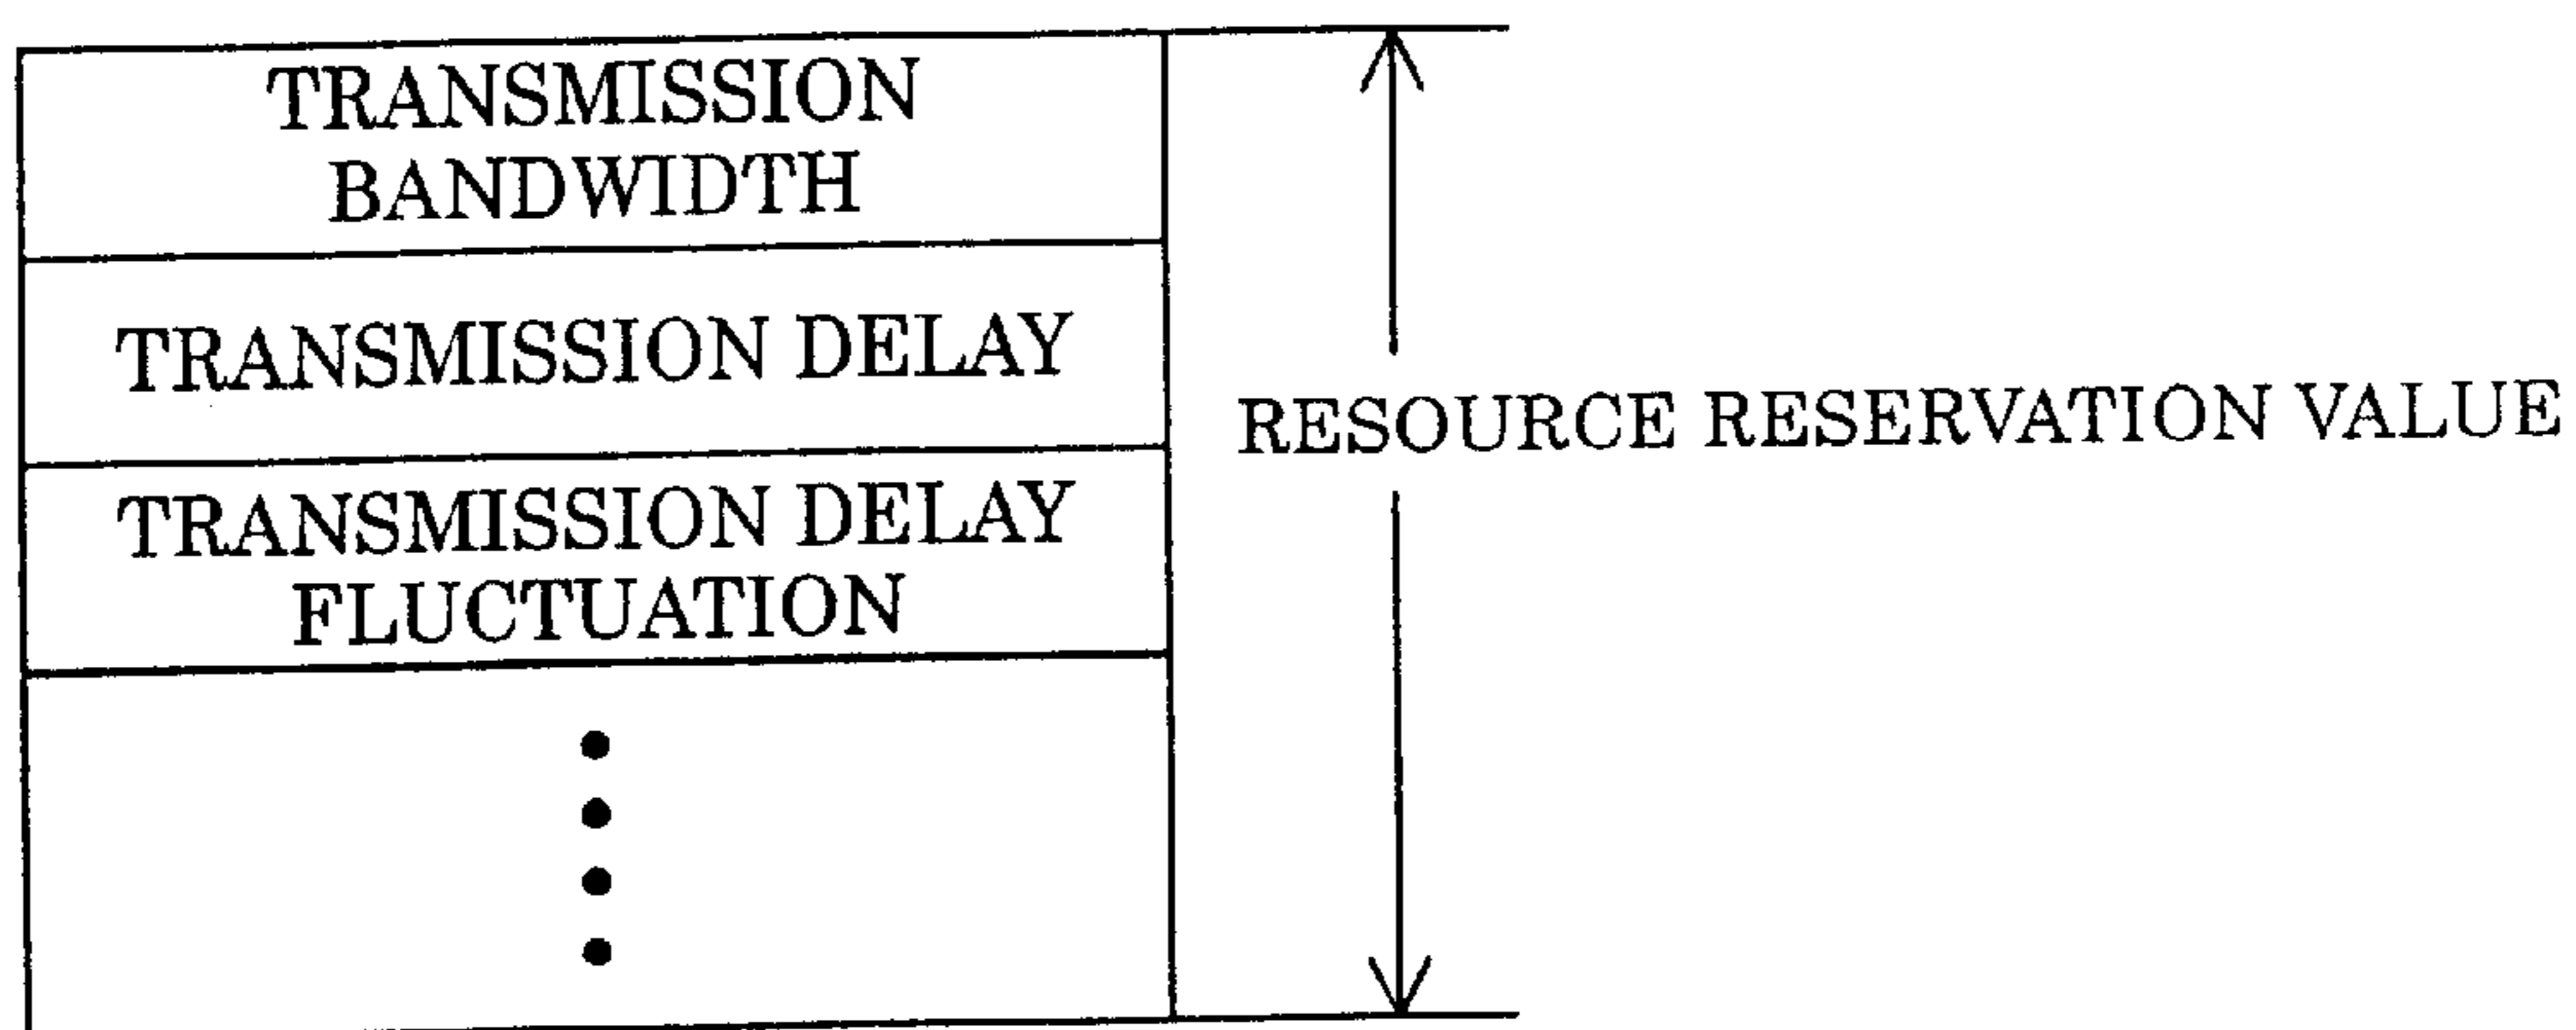 TRANSMISSION
BANDWIDTH
TRANSMISSION DELAY
TRANSMISSION DELAY
FLUCTUATION
RESOURCE RESERVATION VALUE